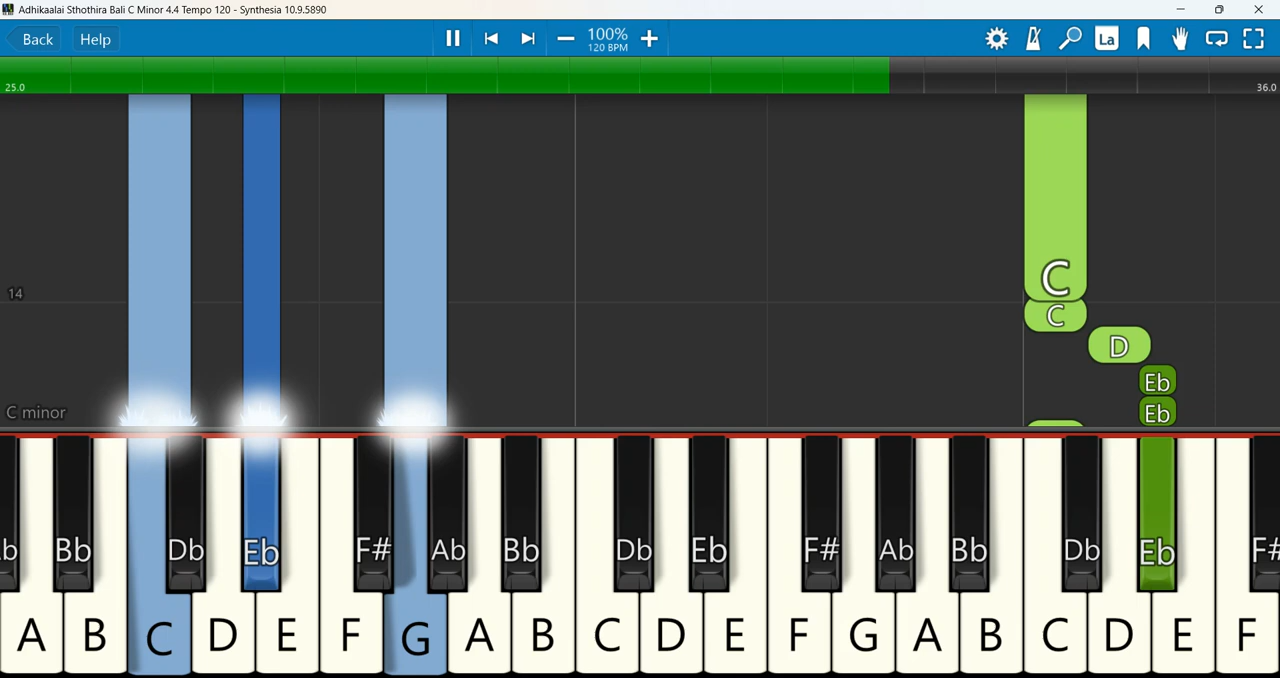 Adhikaalai Sthothira Bali C Minor 4.4 Tempo 120 - Synthesia 10.9.5890
Back Help 100% La
120 BPM
25.0 36.0
C
14 C
D
Eb
C minor Eb
b Bb Db Eb F# Ab Bb Db Eb F# Ab Bb Db Eb F#
A B C D E F G A B C D E F G A B C D E F